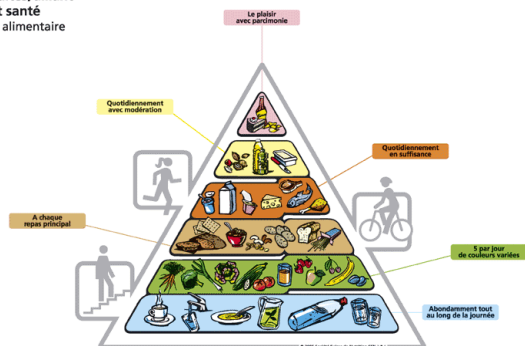 t santé
alimentaire
Le plaisir
avec parcimonie
Quotidiennement
avec modération
Quotidiennement
en suffisance
A chaque
repas principal
5 par jour
de couleurs variées
Abondamment tout
au long de la journée